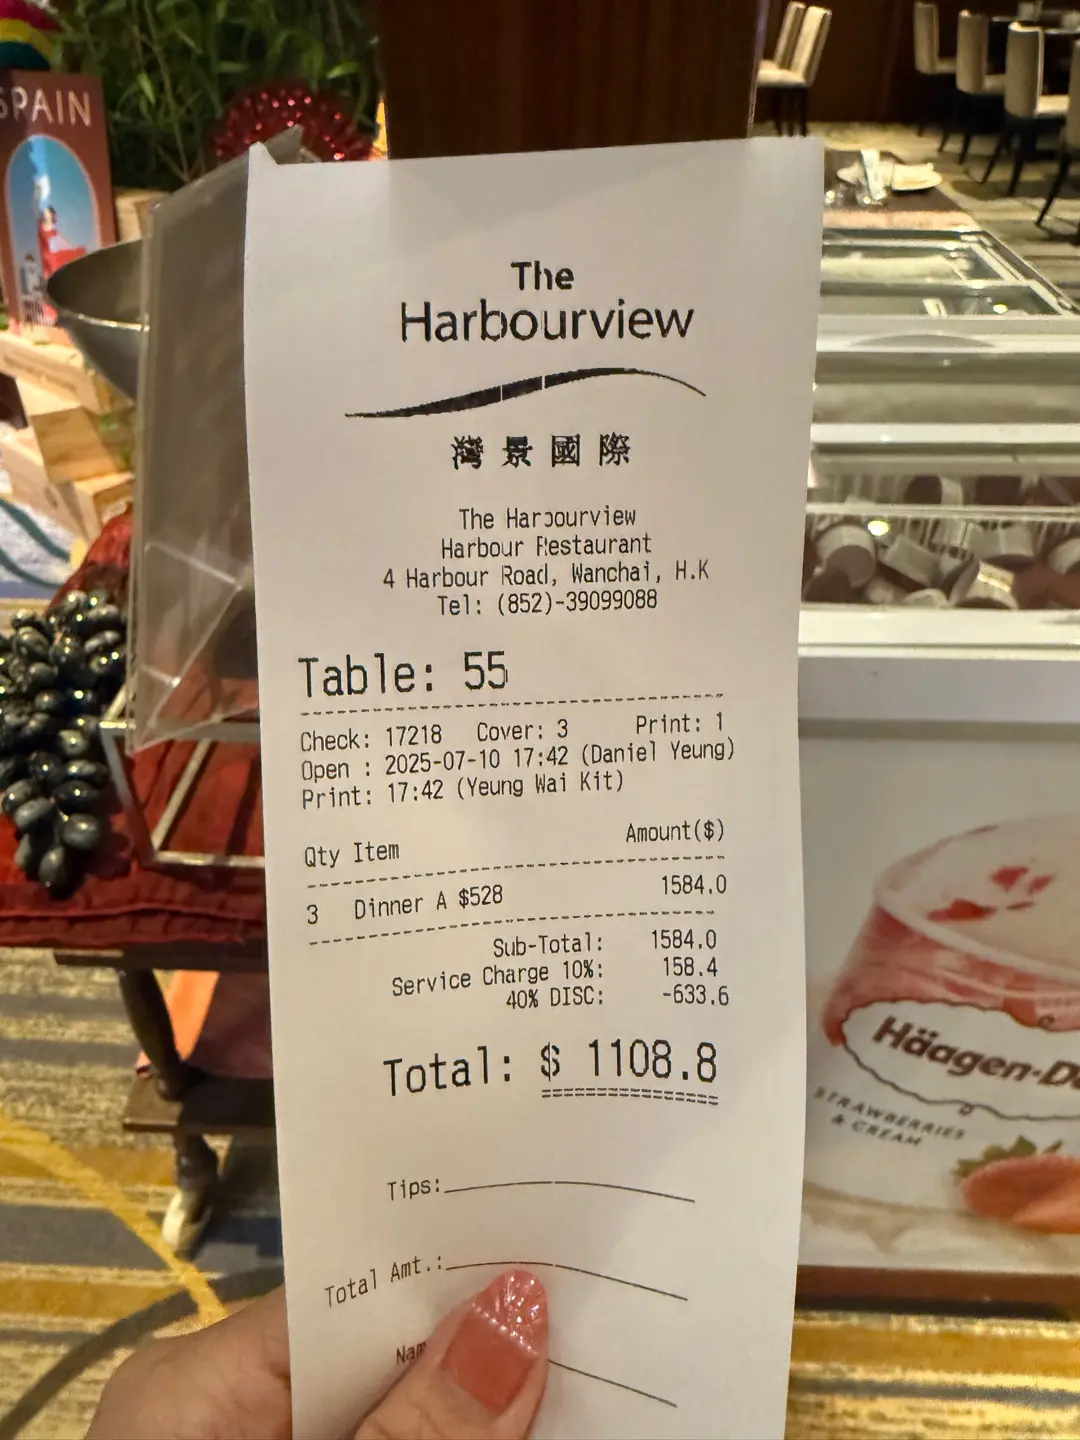 SPAIN
The
Harbourview
灣景國際
The Harbourview
Harbour Restaurant
4 Harbour Road, Wanchai, H.K
Tel: (852)-39099088
Table: 55
Check: 17218 Cover: 3 Print: 1
Open : 2025-07-10 17:42 (Daniel Yeung)
Print: 17:42 (Yeung Wai Kit)
Qty Item Amount($)
3 Dinner A $528 1584.0
Sub-Total: 1584.0
Service Charge 10%: 158.4
40% DISC: -633.6
Total: $ 1108.8
Tips:
Total Amt.:
Nam
Häagen-D
STRAWBERRIES
& CREAM